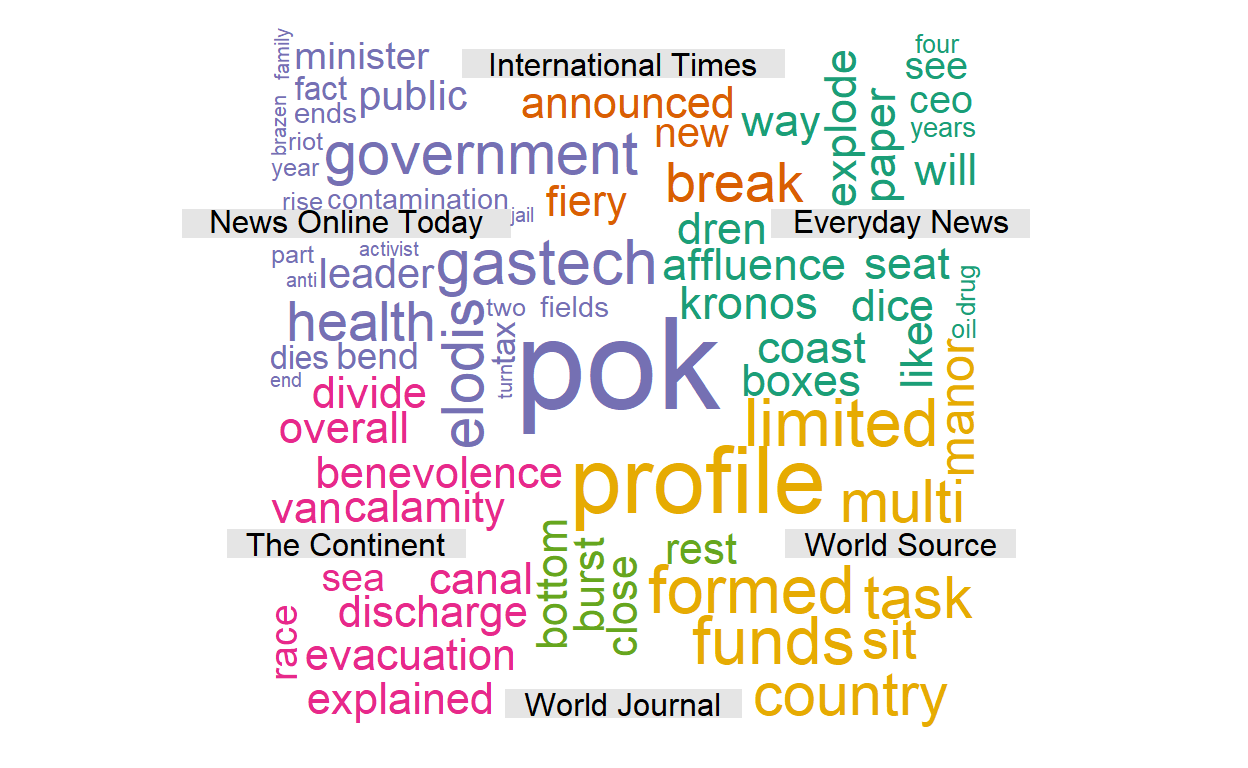 family
minister
International Times
four
see
fact
public
announced
explode
ceo
ends
way
paper
years
brazen
riot
new
government
year
will
break
rise
contamination
fiery
jail
News Online Today
dren
Everyday News
part
activist
gastech
affluence
seat
drug
anti
leader
health
two
fields
kronos
dice
oil
elodis
tax
pok
coast
like
dies
bend
turn
boxes
manor
end
divide
limited
overall
benevolence
profile
van
calamity
multi
The Continent
bottom
burst
rest
World Source
sea
canal
close
formed
task
race
discharge
evacuation
funds
sit
explained
World Journal
country